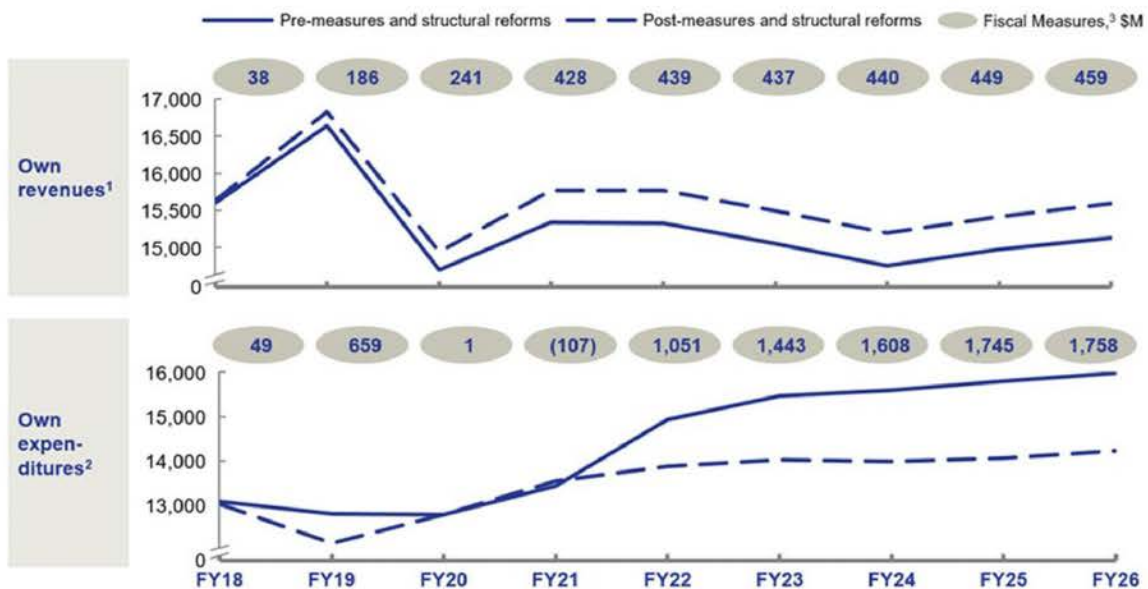 Pre-measures and structural reforms Post-measures and structural reforms Fiscal Measures,³ $M
38 186 241 428 439 437 440 449 459
17,000
16,500
16,000
15,500
15,000
0
Own
revenues¹
49 659 1 (107) 1,051 1,443 1,608 1,745 1,758
16,000
15,000
14,000
13,000
0
Own
expen-
ditures²
FY18 FY19 FY20 FY21 FY22 FY23 FY24 FY25 FY26